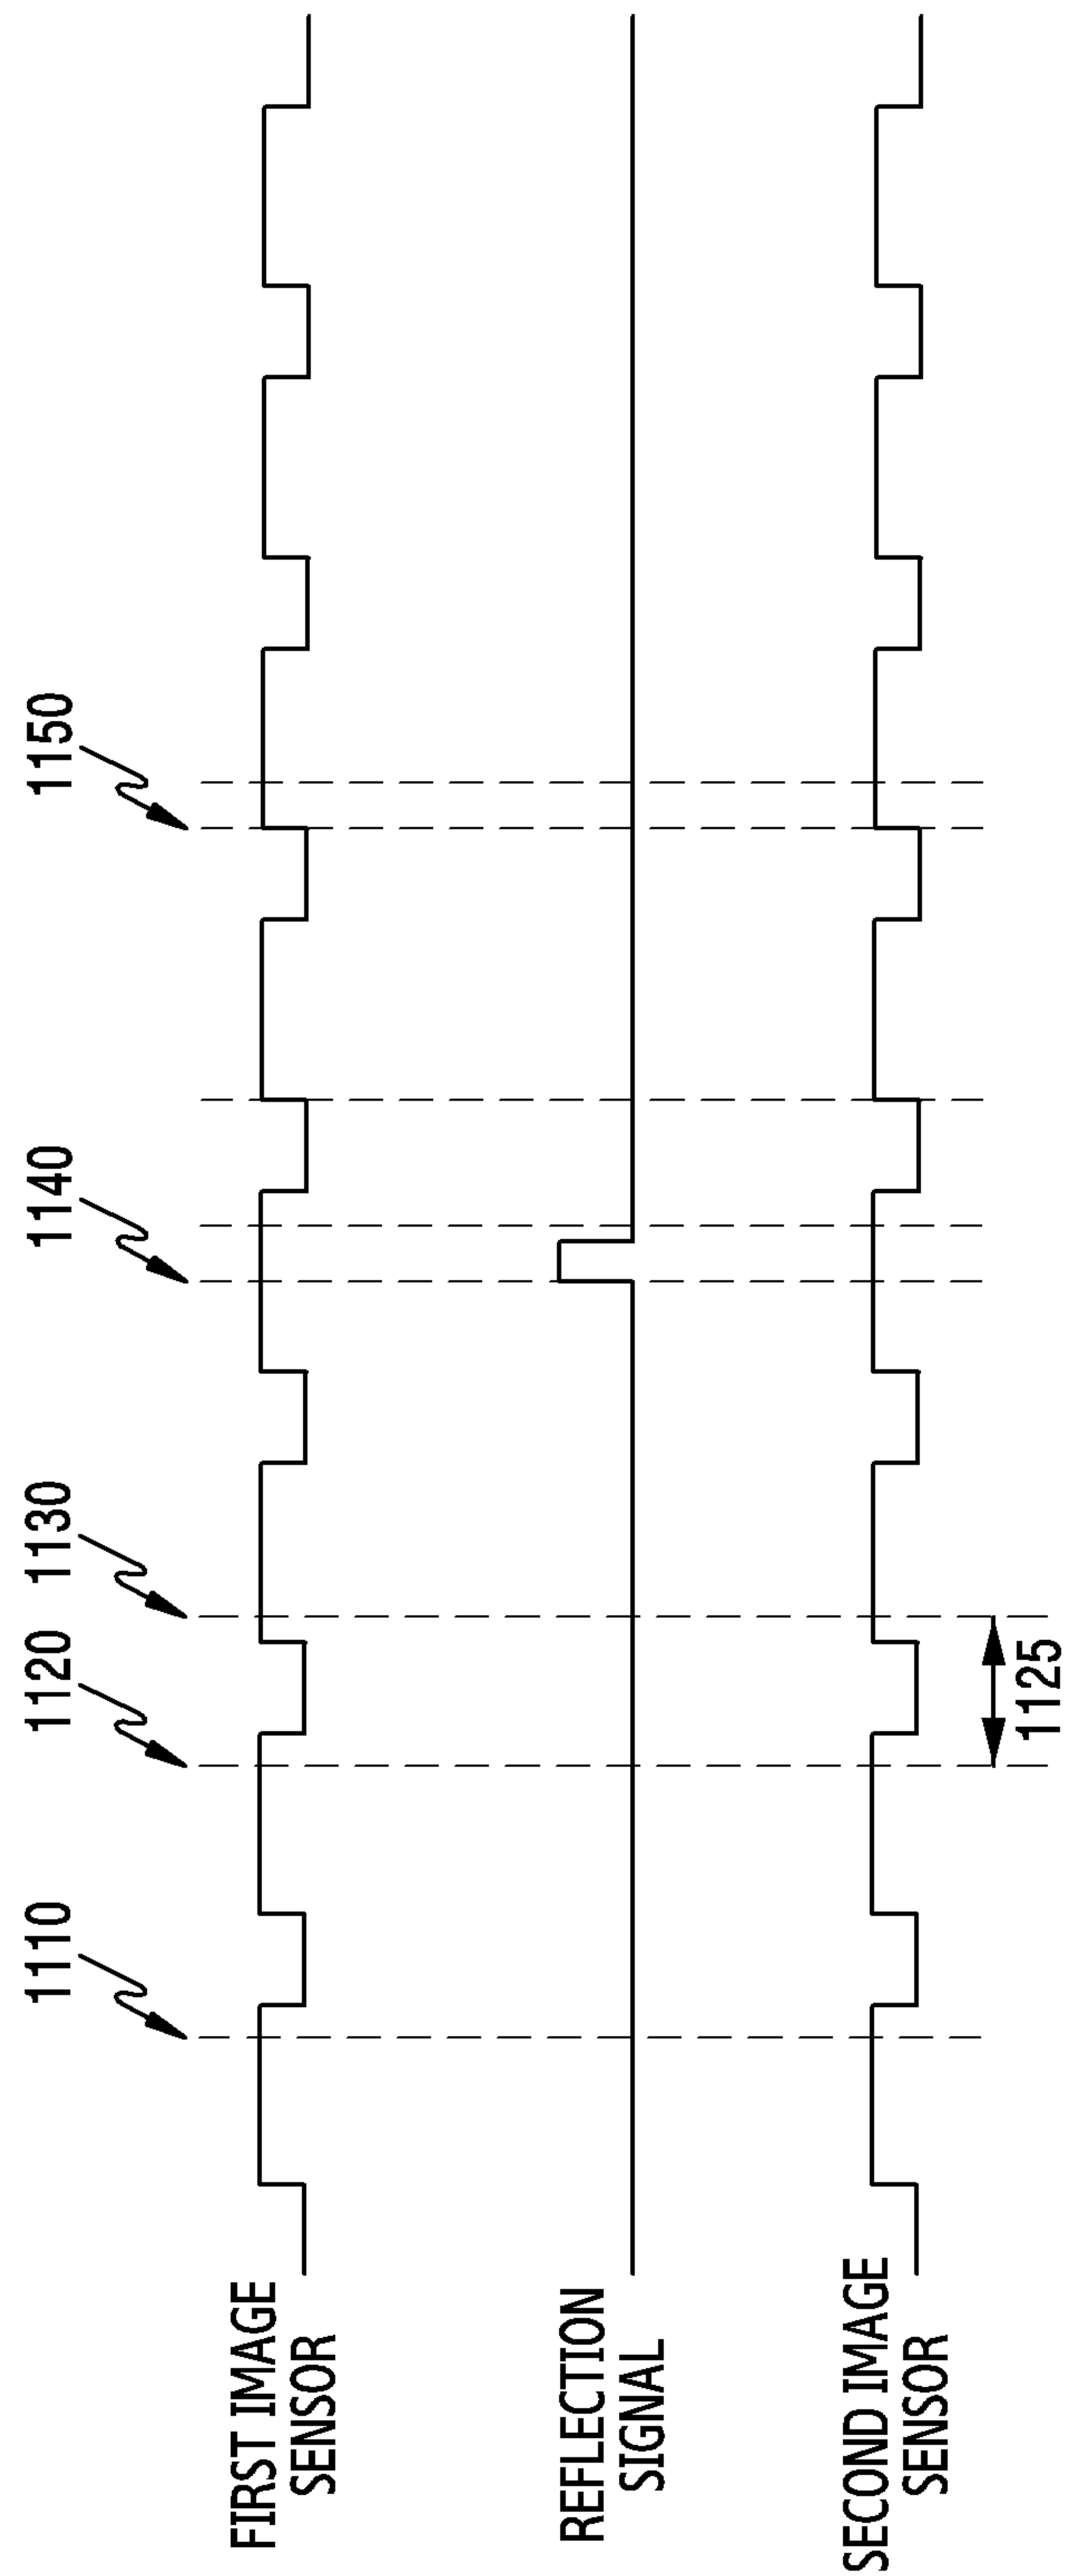 1110
1120
1130
1140
1150
FIRST IMAGE
SENSOR
REFLECTION
SIGNAL
SECOND IMAGE
SENSOR
1125